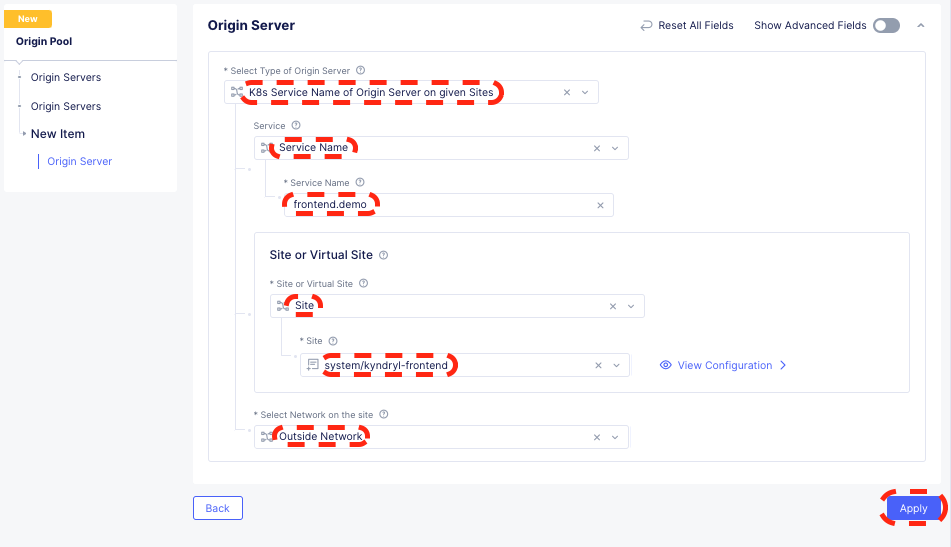 New
Origin Pool
Origin Servers
Origin Servers
New Item
Origin Server
Origin Server
Reset All Fields
Show Advanced Fields
* Select Type of Origin Server
K8s Service Name of Origin Server on given Sites
Service
Service Name
* Service Name
frontend.demo
Site or Virtual Site
* Site or Virtual Site
Site
* Site
system/kyndryl-frontend
View Configuration
* Select Network on the site
Outside Network
Back
Apply